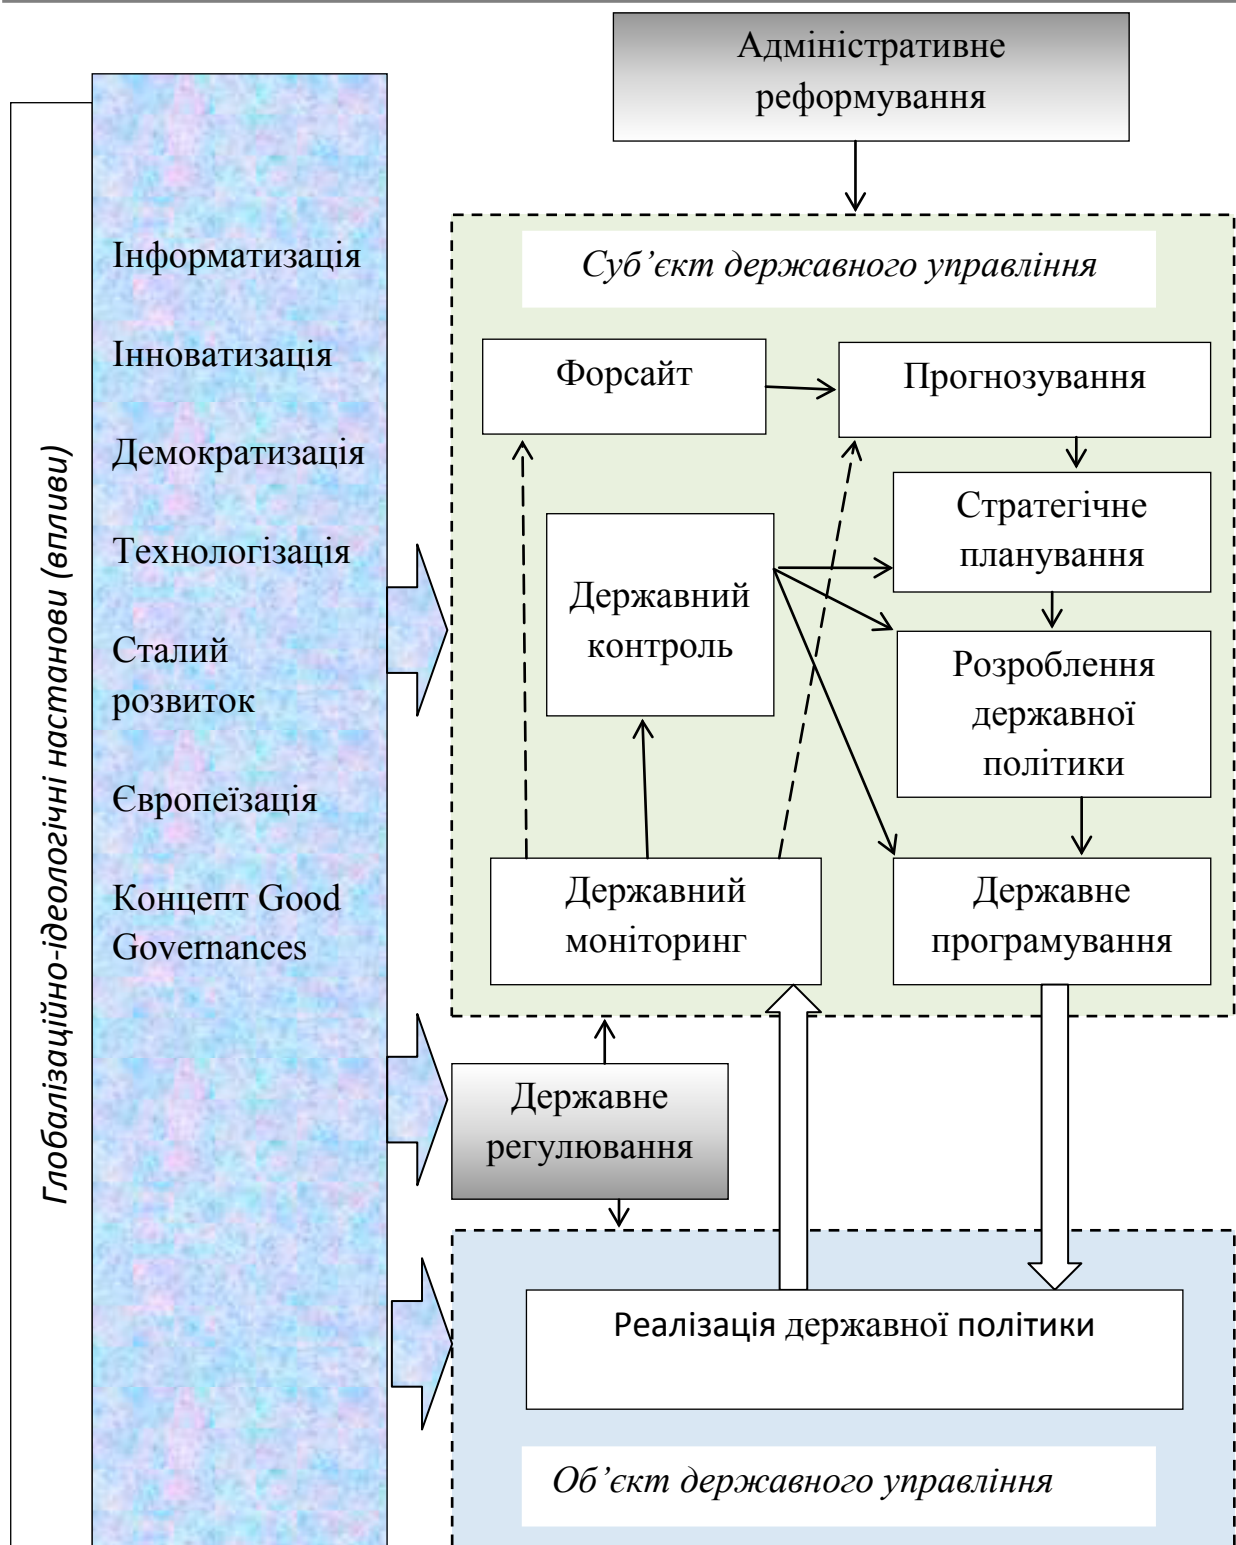 Адміністративне
реформування
Глобалізаційно-ідеологічні настанови (впливи)
Інформатизація
Інноватизація
Демократизація
Технологізація
Сталий
розвиток
Європеїзація
Концепт Good
Governances
Суб’єкт державного управління
Форсайт
Прогнозування
Стратегічне
планування
Державний
контроль
Розроблення
державної
політики
Державний
моніторинг
Державне
програмування
Державне
регулювання
Реалізація державної політики
Об’єкт державного управління